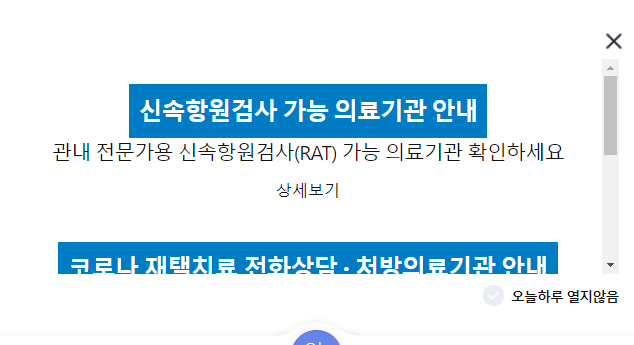 신속항원검사 가능 의료기관 안내
관내 전문가용 신속항원검사(RAT) 가능 의료기관 확인하세요
상세보기
코로나 재택치료 전화상담 · 처방의료기관 안내
오늘하루 열지않음